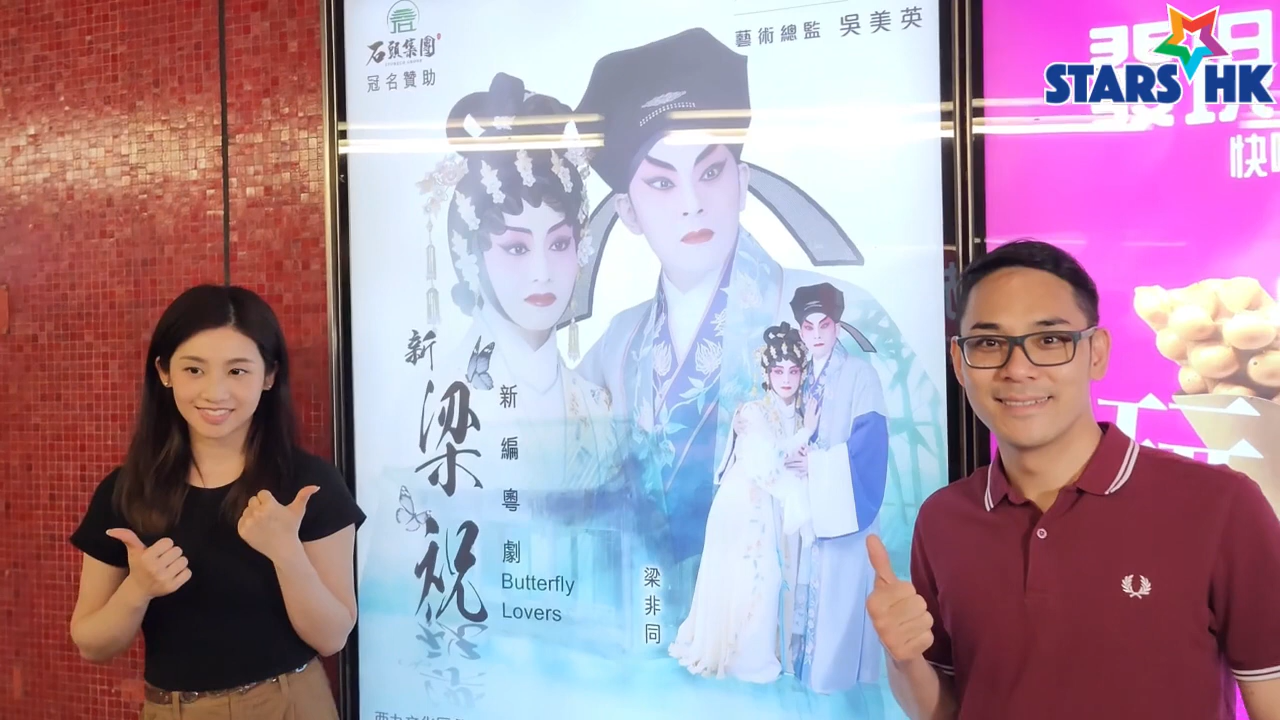 石頭集團
冠名贊助
藝術總監 吳美英
新
梁
祝
新編粵劇
Butterfly
Lovers
梁非同
STARS HK